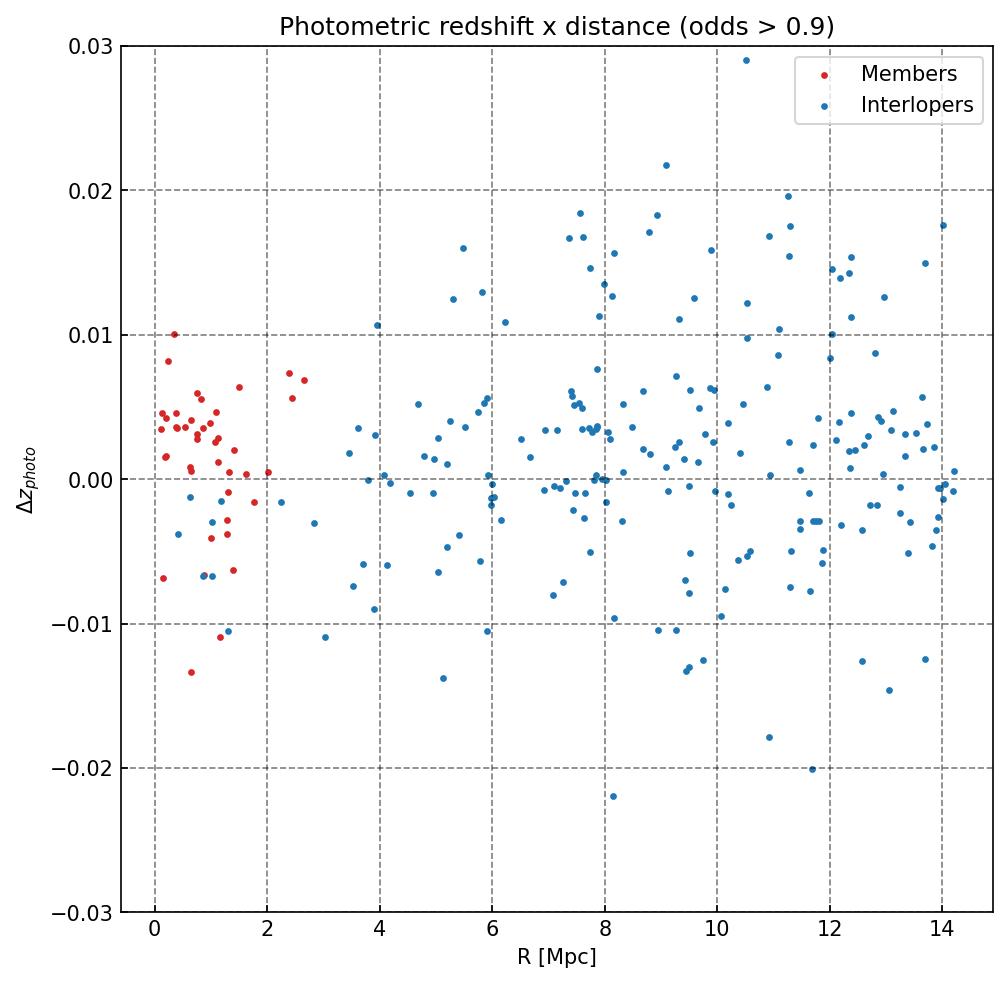 Photometric redshift x distance (odds > 0.9)
Members
Interlopers
0.03
0.02
0.01
0.00
−0.01
−0.02
−0.03
Δz_photo
0 2 4 6 8 10 12 14
R [Mpc]